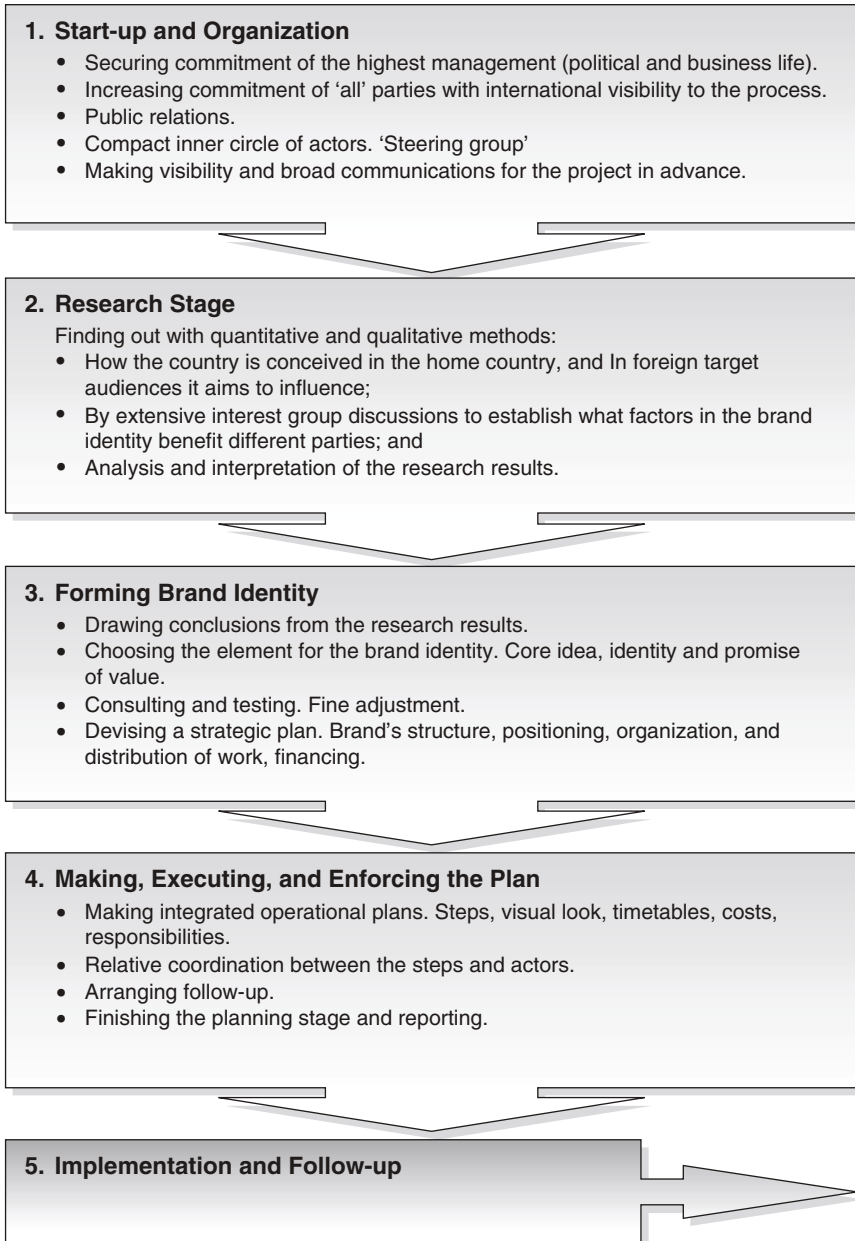 1. Start-up and Organization
• Securing commitment of the highest management (political and business life).
• Increasing commitment of ‘all’ parties with international visibility to the process.
• Public relations.
• Compact inner circle of actors. ‘Steering group’
• Making visibility and broad communications for the project in advance.
2. Research Stage
Finding out with quantitative and qualitative methods:
• How the country is conceived in the home country, and In foreign target
audiences it aims to influence;
• By extensive interest group discussions to establish what factors in the brand
identity benefit different parties; and
• Analysis and interpretation of the research results.
3. Forming Brand Identity
• Drawing conclusions from the research results.
• Choosing the element for the brand identity. Core idea, identity and promise
of value.
• Consulting and testing. Fine adjustment.
• Devising a strategic plan. Brand’s structure, positioning, organization, and
distribution of work, financing.
4. Making, Executing, and Enforcing the Plan
• Making integrated operational plans. Steps, visual look, timetables, costs,
responsibilities.
• Relative coordination between the steps and actors.
• Arranging follow-up.
• Finishing the planning stage and reporting.
5. Implementation and Follow-up